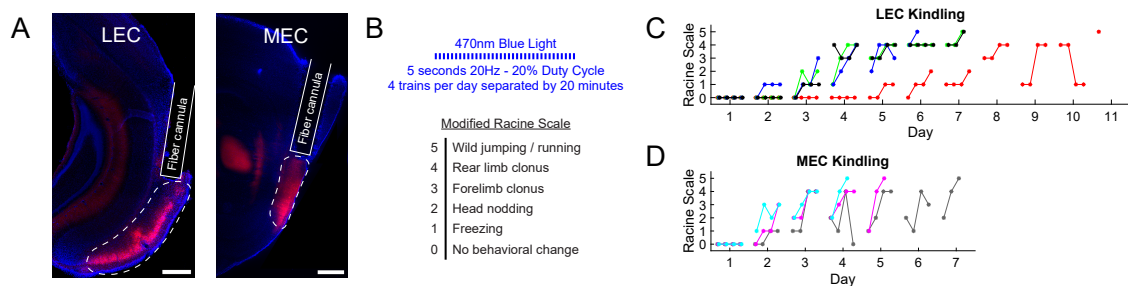 A
LEC
Fiber cannula
MEC
Fiber cannula
B
470nm Blue Light
5 seconds 20Hz - 20% Duty Cycle
4 trains per day separated by 20 minutes
Modified Racine Scale
5 Wild jumping / running
4 Rear limb clonus
3 Forelimb clonus
2 Head nodding
1 Freezing
0 No behavioral change
C
LEC Kindling
Racine Scale
5
4
3
2
1
0
1 2 3 4 5 6 7 8 9 10 11
Day
D
MEC Kindling
Racine Scale
5
4
3
2
1
0
1 2 3 4 5 6 7
Day